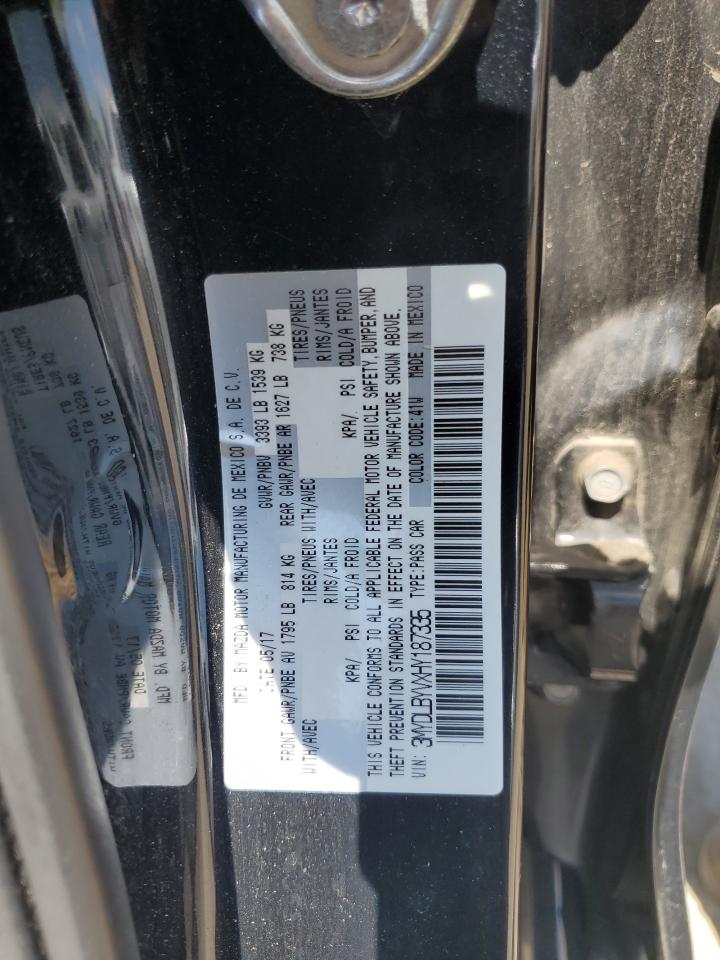 MFD. BY MAZDA MOTOR MANUFACTURING DE MEXICO S.A. DE C.V.
DATE 05/17 GVWR/PNBV 3393 LB 1539 KG
FRONT GAWR/PNBE AV 1795 LB 814 KG REAR GAWR/PNBE AR 1627 LB 738 KG
WITH/AVEC TIRES/PNEUS WITH/AVEC TIRES/PNEUS
RIMS/JANTES RIMS/JANTES
KPA/ PSI COLD/A FROID KPA/ PSI COLD/A FROID
THIS VEHICLE CONFORMS TO ALL APPLICABLE FEDERAL MOTOR VEHICLE SAFETY, BUMPER, AND
THEFT PREVENTION STANDARDS IN EFFECT ON THE DATE OF MANUFACTURE SHOWN ABOVE.
VIN: 3MYDLBYVXHY187335 TYPE:PASS CAR COLOR CODE:41W MADE IN MEXICO